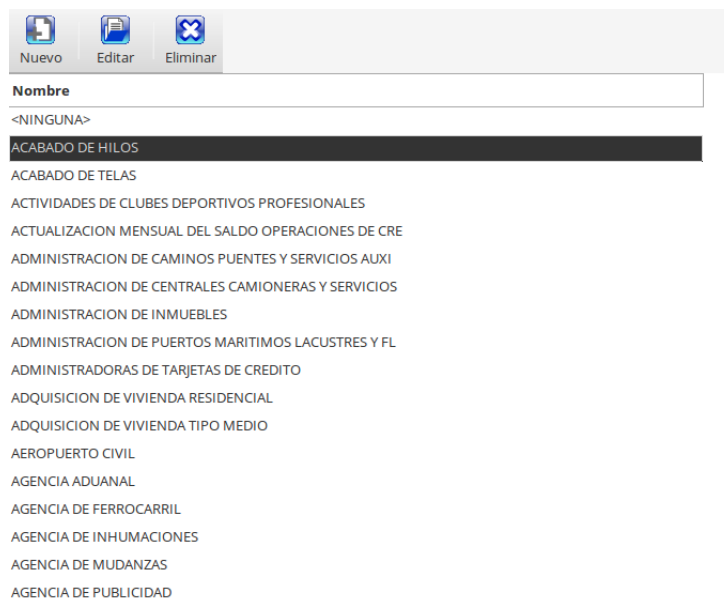 Nuevo Editar Eliminar
Nombre
<NINGUNA>
ACABADO DE HILOS
ACABADO DE TELAS
ACTIVIDADES DE CLUBES DEPORTIVOS PROFESIONALES
ACTUALIZACION MENSUAL DEL SALDO OPERACIONES DE CRE
ADMINISTRACION DE CAMINOS PUENTES Y SERVICIOS AUXI
ADMINISTRACION DE CENTRALES CAMIONERAS Y SERVICIOS
ADMINISTRACION DE INMUEBLES
ADMINISTRACION DE PUERTOS MARITIMOS LACUSTRES Y FL
ADMINISTRADORAS DE TARJETAS DE CREDITO
ADQUISICION DE VIVIENDA RESIDENCIAL
ADQUISICION DE VIVIENDA TIPO MEDIO
AEROPUERTO CIVIL
AGENCIA ADUANAL
AGENCIA DE FERROCARRIL
AGENCIA DE INHUMACIONES
AGENCIA DE MUDANZAS
AGENCIA DE PUBLICIDAD